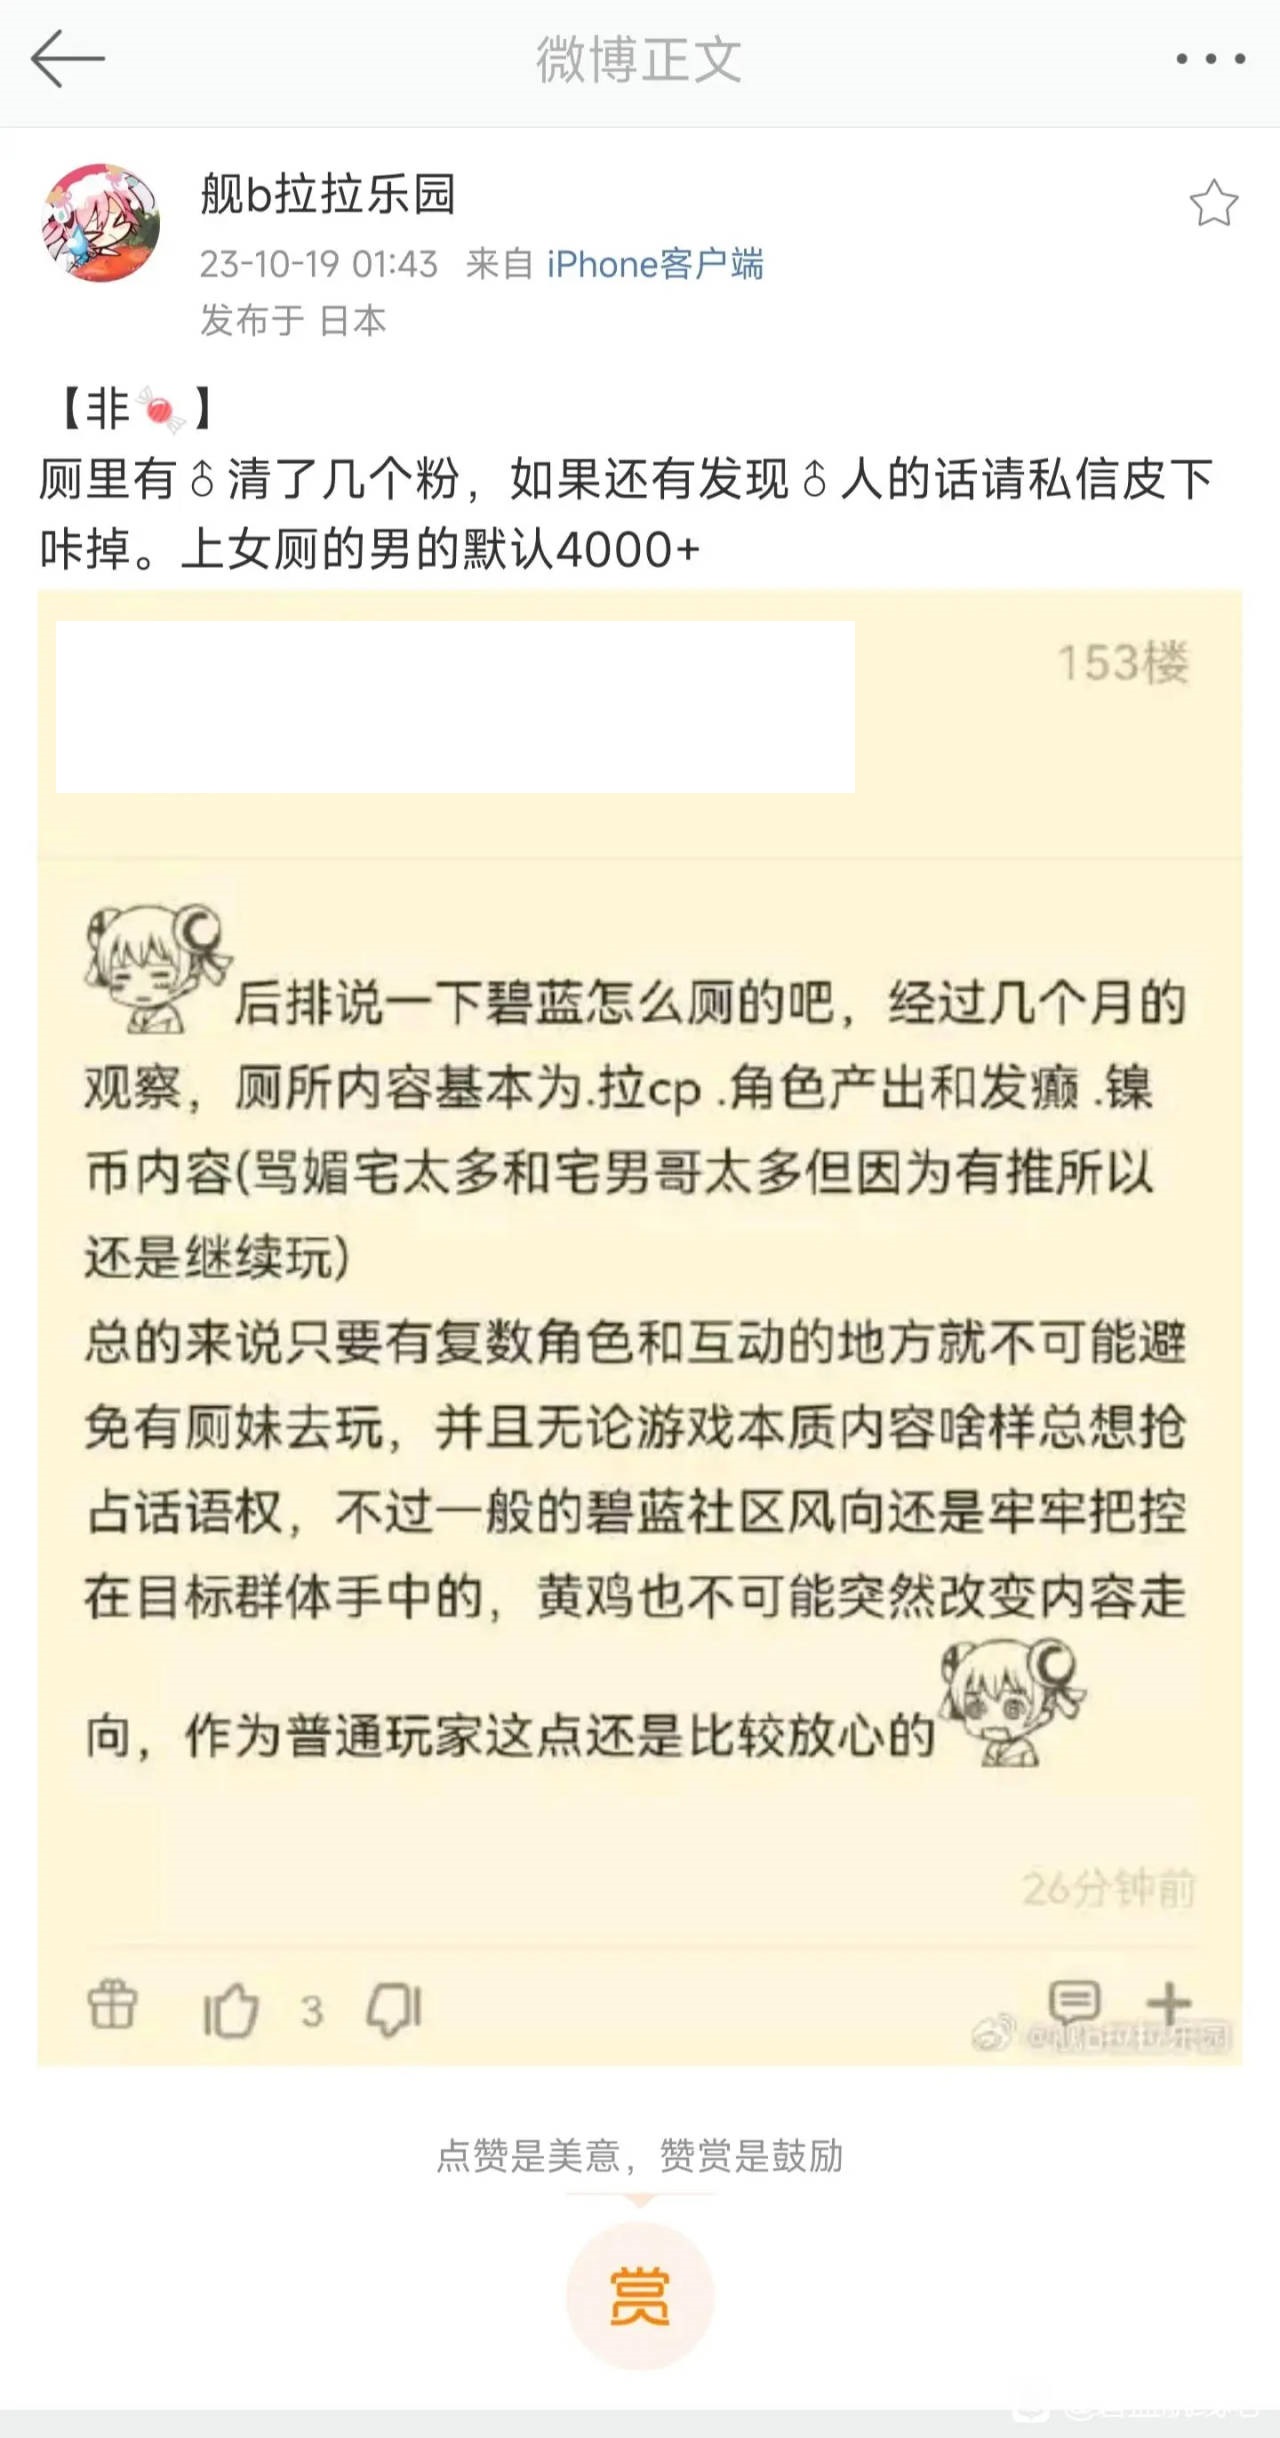 微博正文
舰b拉拉乐园
23-10-19 01:43 来自 iPhone客户端
发布于 日本
【非🍬】
厕里有♂清了几个粉，如果还有发现♂人的话请私信皮下
咔掉。上女厕的男的默认4000+
153楼
后排说一下碧蓝怎么厕的吧，经过几个月的
观察，厕所内容基本为.拉cp .角色产出和发癫 .镍
币内容(骂媚宅太多和宅男哥太多但因为有推所以
还是继续玩)
总的来说只要有复数角色和互动的地方就不可能避
免有厕妹去玩，并且无论游戏本质内容啥样总想抢
占话语权，不过一般的碧蓝社区风向还是牢牢把控
在目标群体手中的，黄鸡也不可能突然改变内容走
向，作为普通玩家这点还是比较放心的
26分钟前
3
@舰b拉拉乐园
点赞是美意，赞赏是鼓励
赏